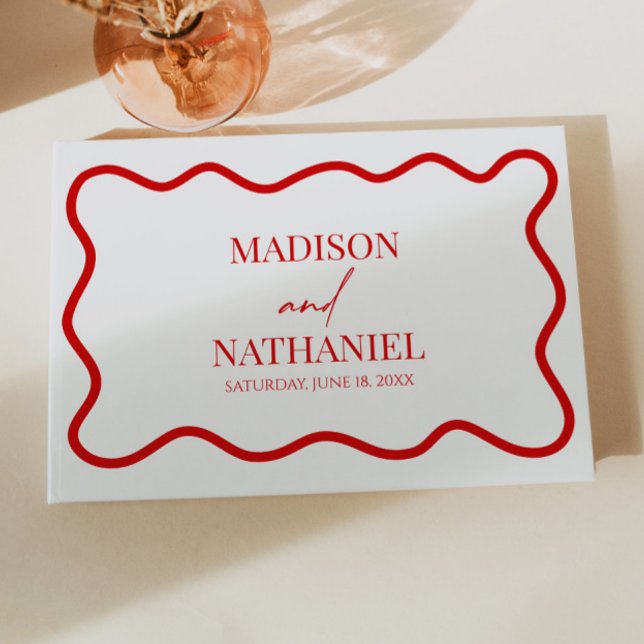 MADISON
and
NATHANIEL
SATURDAY, JUNE 18, 20XX